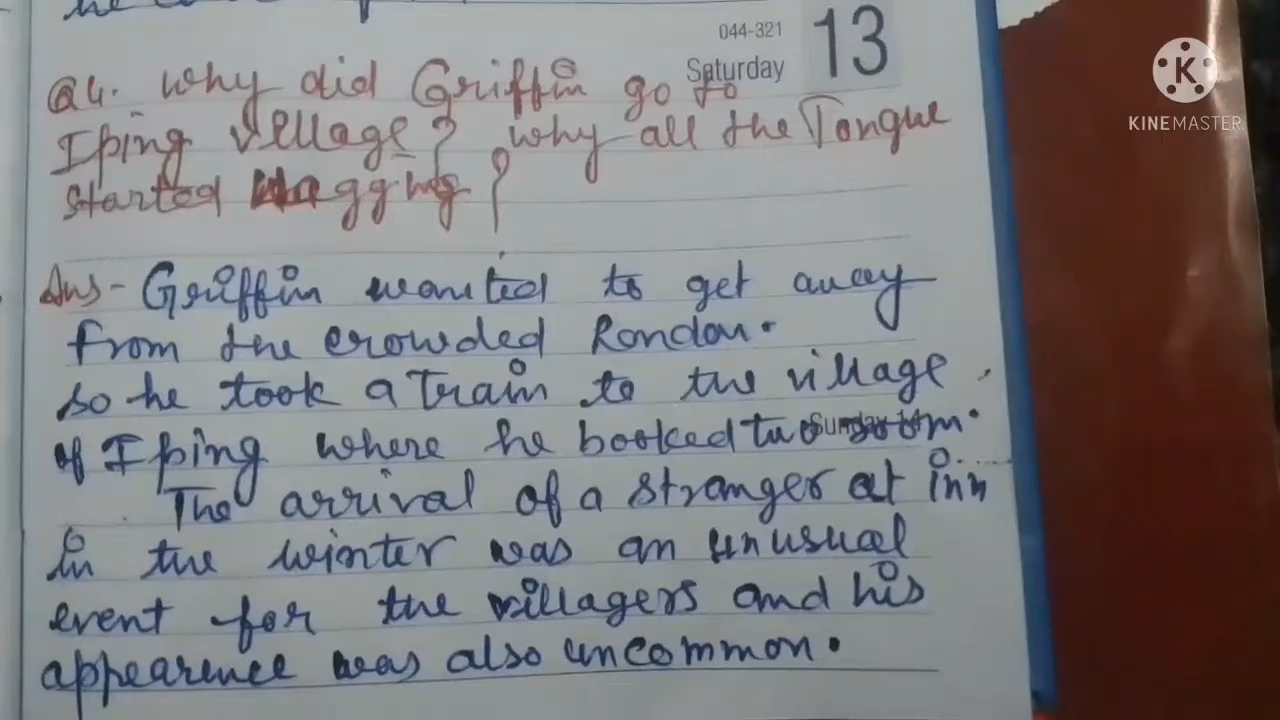 he
044-321
Saturday 13
Q4. Why did Griffin go to
Iping village? Why all the Tongue
started wagging?
Ans- Griffin wanted to get away
from the crowded London.
so he took a train to the village
of Iping where he booked two room.
Sunday
The arrival of a stranger at inn
in the winter was an unusual
event for the villagers and his
appearence was also uncommon.
K
KINEMASTER